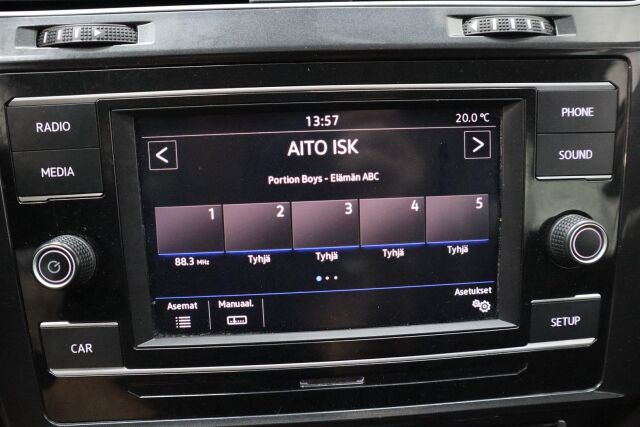 RADIO
MEDIA
CAR
13:57
20.0 °C
<
AITO ISK
>
Portion Boys - Elämän ABC
1 2 3 4 5
88.3 MHz Tyhjä Tyhjä Tyhjä Tyhjä
Asemat Manuaal. Asetukset
PHONE
SOUND
SETUP